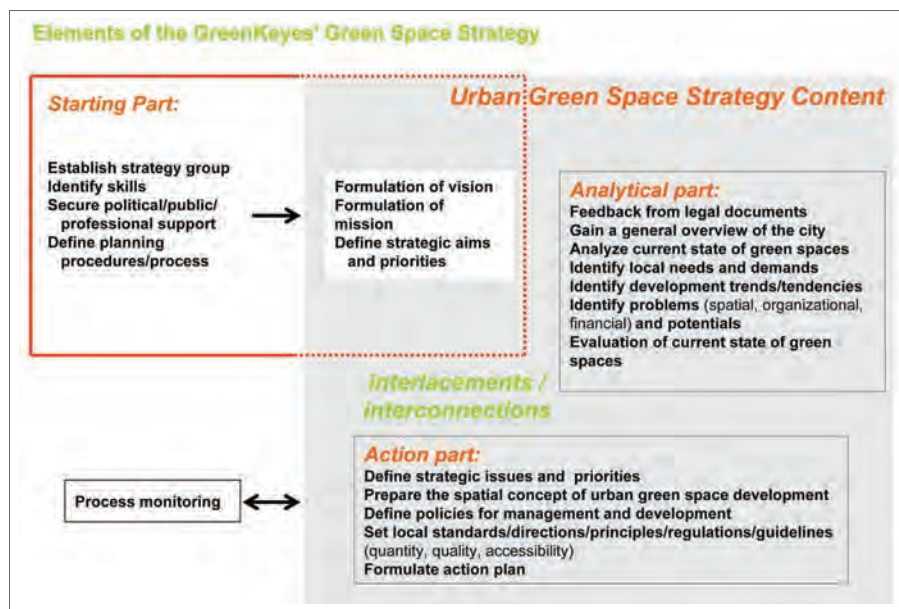 Elements of the GreenKeyes' Green Space Strategy
Starting Part:
Establish strategy group
Identify skills
Secure political/public/
professional support
Define planning
procedures/process
Urban Green Space Strategy Content
Formulation of vision
Formulation of
mission
Define strategic aims
and priorities
Analytical part:
Feedback from legal documents
Gain a general overview of the city
Analyze current state of green spaces
Identify local needs and demands
Identify development trends/tendencies
Identify problems (spatial, organizational,
financial) and potentials
Evaluation of current state of green
spaces
Interlacements /
interconnections
Process monitoring
Action part:
Define strategic issues and priorities
Prepare the spatial concept of urban green space development
Define policies for management and development
Set local standards/directions/principles/regulations/guidelines
(quantity, quality, accessibility)
Formulate action plan